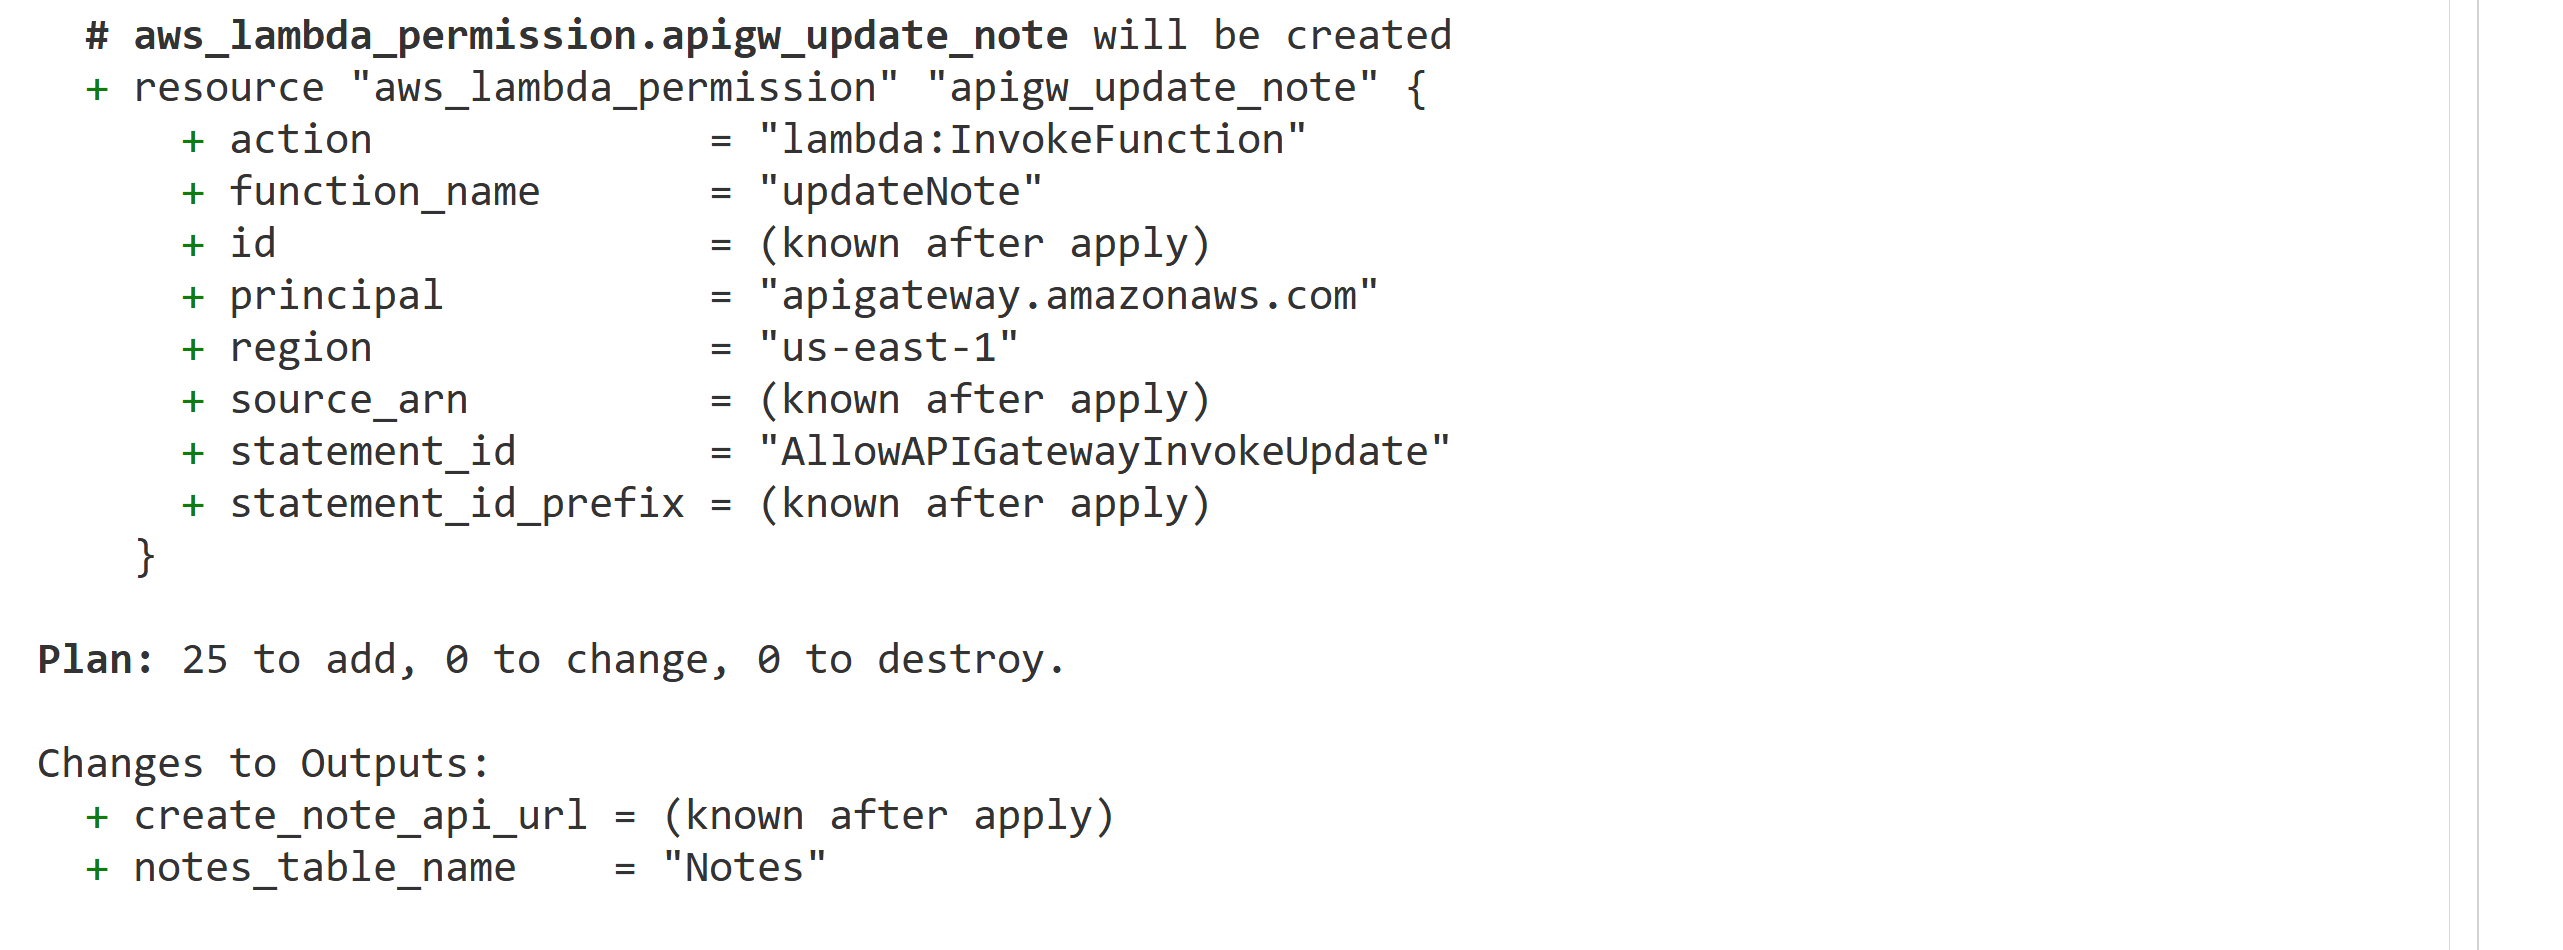 # aws_lambda_permission.apigw_update_note will be created
+ resource "aws_lambda_permission" "apigw_update_note" {
+ action = "lambda:InvokeFunction"
+ function_name = "updateNote"
+ id = (known after apply)
+ principal = "apigateway.amazonaws.com"
+ region = "us-east-1"
+ source_arn = (known after apply)
+ statement_id = "AllowAPIGatewayInvokeUpdate"
+ statement_id_prefix = (known after apply)
}
Plan: 25 to add, 0 to change, 0 to destroy.
Changes to Outputs:
+ create_note_api_url = (known after apply)
+ notes_table_name = "Notes"